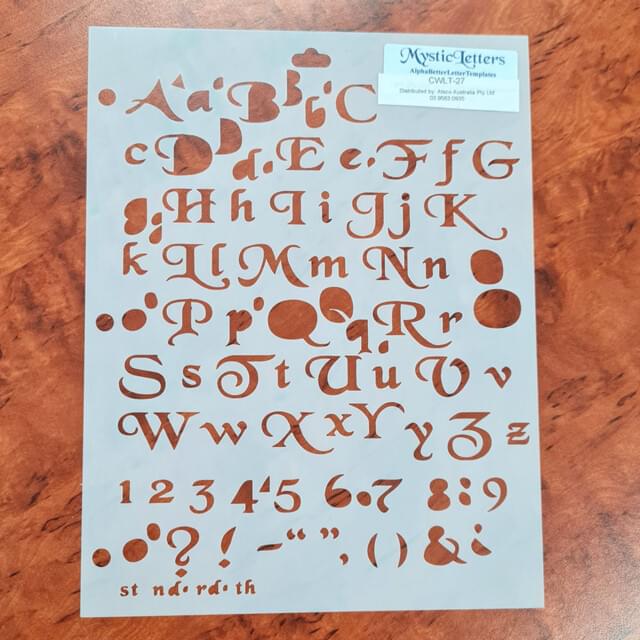 MysticLetters
AlphaBetterLetterTemplates
CWLT-27
Distributed by: Ataco Australia Pty Ltd
A a B b C
c D d E e F f G
g H h I i J j K
k L l M m N n
P p Q q R r
S s T t U u V v
W w X x Y y Z z
1 2 3 4 5 6 7 8 9
? ! - “ ” , ( ) &
st nd rd th